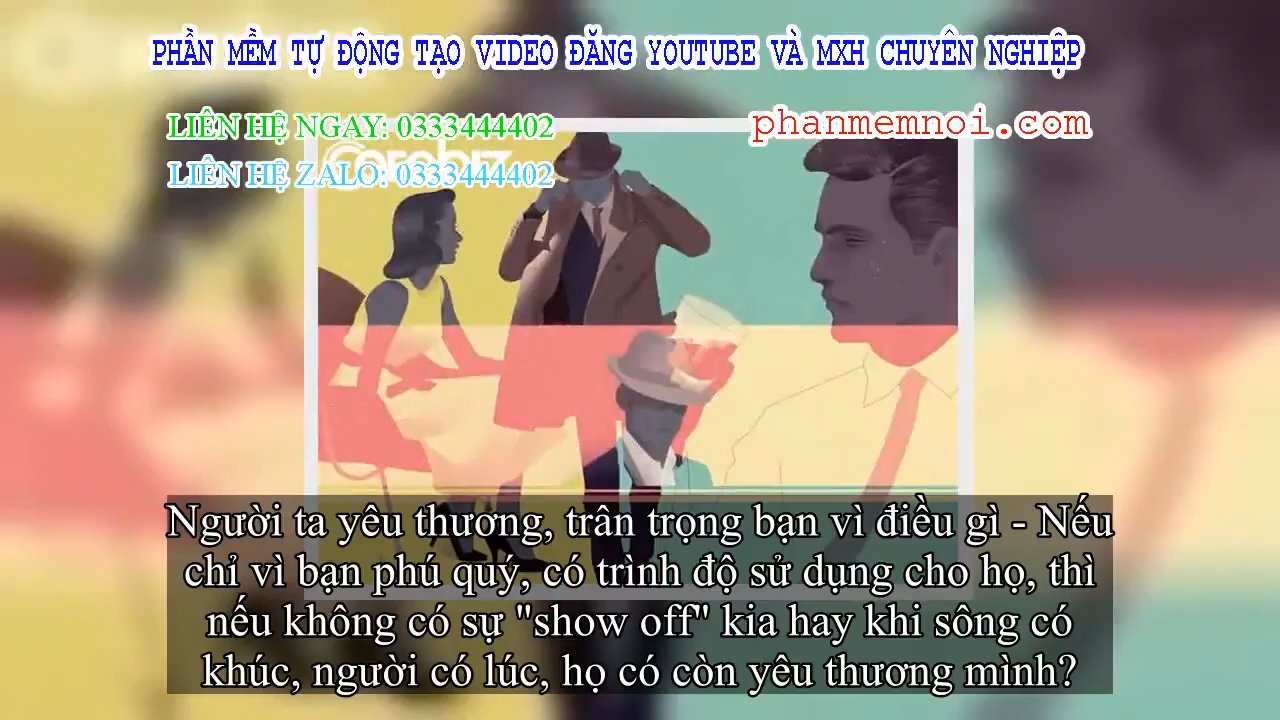 PHẦN MỀM TỰ ĐỘNG TẠO VIDEO ĐĂNG YOUTUBE VÀ MXH CHUYÊN NGHIỆP
LIÊN HỆ NGAY: 0333444402
phanmemnoi.com
LIÊN HỆ ZALO: 0333444402
Người ta yêu thương, trân trọng bạn vì điều gì - Nếu
chỉ vì bạn phú quý, có trình độ sử dụng cho họ, thì
nếu không có sự "show off" kia hay khi sông có
khúc, người có lúc, họ có còn yêu thương mình?